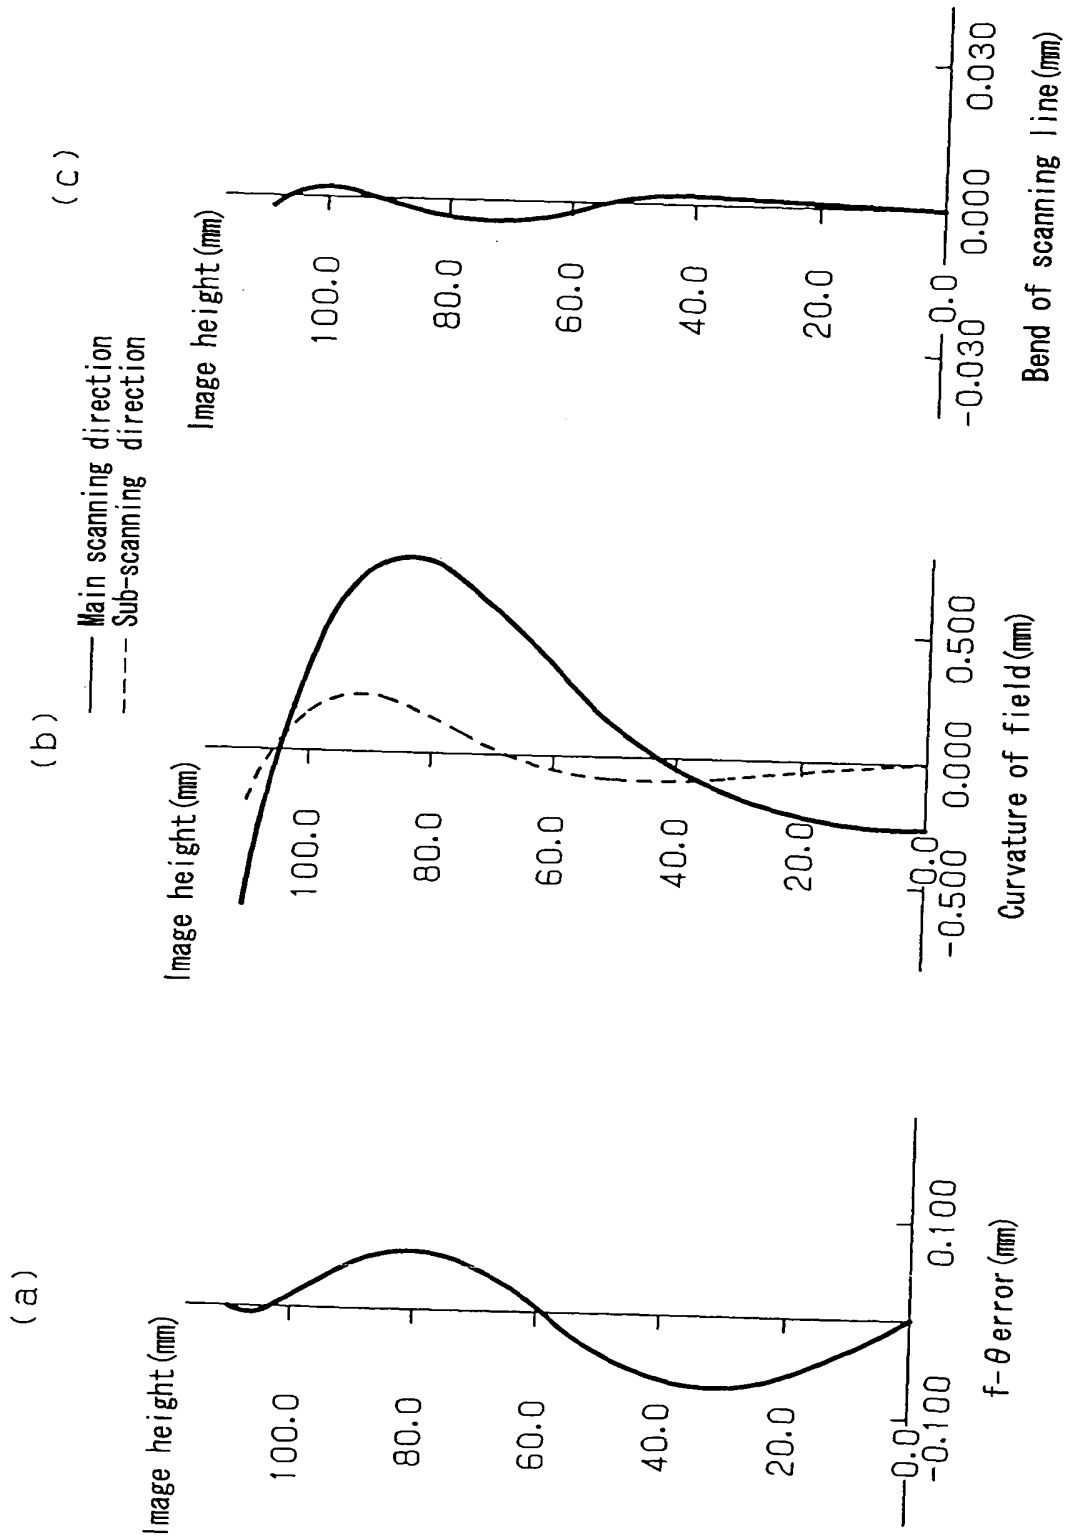 (a)
Image height(mm)
100.0
80.0
60.0
40.0
20.0
0.0
-0.100
0.100
f-θ error(mm)
(b)
Main scanning direction
Sub-scanning direction
Image height(mm)
100.0
80.0
60.0
40.0
20.0
0.0
-0.500
0.000
0.500
Curvature of field(mm)
(c)
Image height(mm)
100.0
80.0
60.0
40.0
20.0
0.0
-0.030
0.000
0.030
Bend of scanning line(mm)